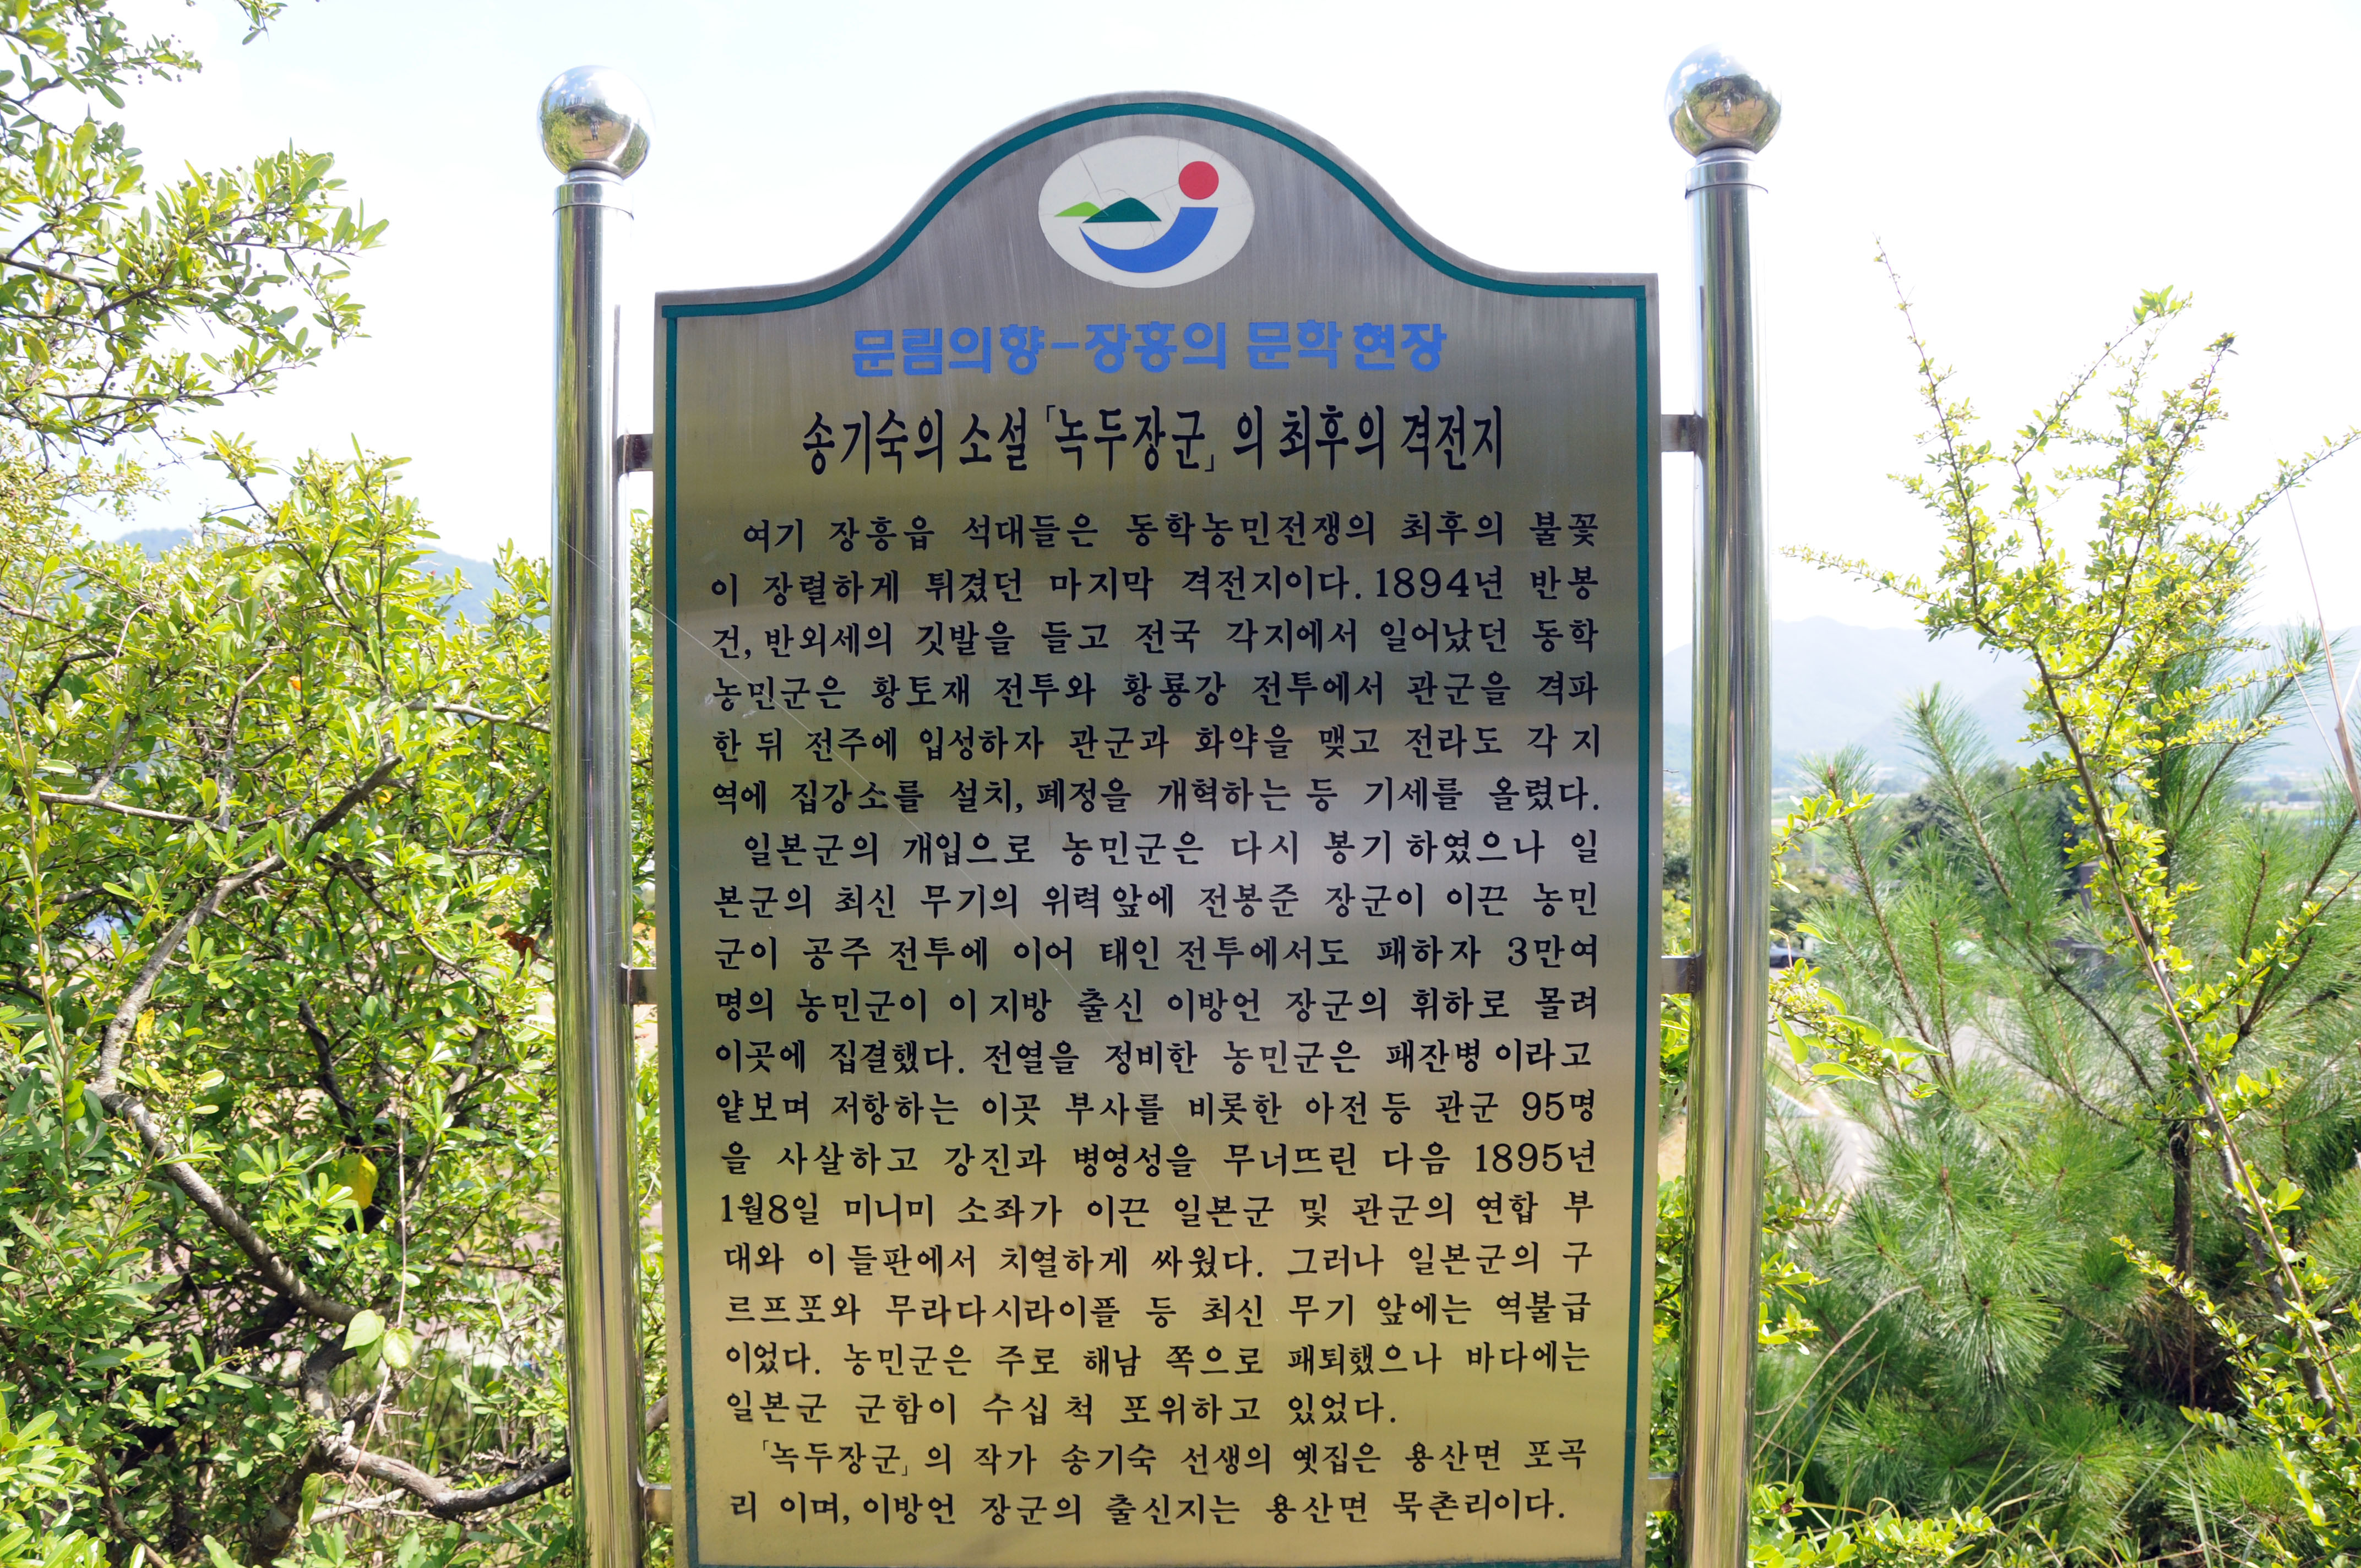 문림의향-장흥의 문학 현장
송기숙의 소설 「녹두장군」의 최후의 격전지
여기 장흥읍 석대들은 동학농민전쟁의 최후의 불꽃
이 장렬하게 튀겼던 마지막 격전지이다. 1894년 반봉
건, 반외세의 깃발을 들고 전국 각지에서 일어났던 동학
농민군은 황토재 전투와 황룡강 전투에서 관군을 격파
한 뒤 전주에 입성하자 관군과 화약을 맺고 전라도 각 지
역에 집강소를 설치, 폐정을 개혁하는 등 기세를 올렸다.
일본군의 개입으로 농민군은 다시 봉기 하였으나 일
본군의 최신 무기의 위력 앞에 전봉준 장군이 이끈 농민
군이 공주 전투에 이어 태인 전투에서도 패하자 3만여
명의 농민군이 이 지방 출신 이방언 장군의 휘하로 몰려
이곳에 집결했다. 전열을 정비한 농민군은 패잔병 이라고
얕보며 저항하는 이곳 부사를 비롯한 아전 등 관군 95명
을 사살하고 강진과 병영성을 무너뜨린 다음 1895년
1월8일 미니미 소좌가 이끈 일본군 및 관군의 연합 부
대와 이 들판에서 치열하게 싸웠다. 그러나 일본군의 구
르프포와 무라다시라이플 등 최신 무기 앞에는 역불급
이었다. 농민군은 주로 해남 쪽으로 패퇴했으나 바다에는
일본군 군함이 수십 척 포위하고 있었다.
「녹두장군」의 작가 송기숙 선생의 옛집은 용산면 포곡
리 이며, 이방언 장군의 출신지는 용산면 묵촌리이다.